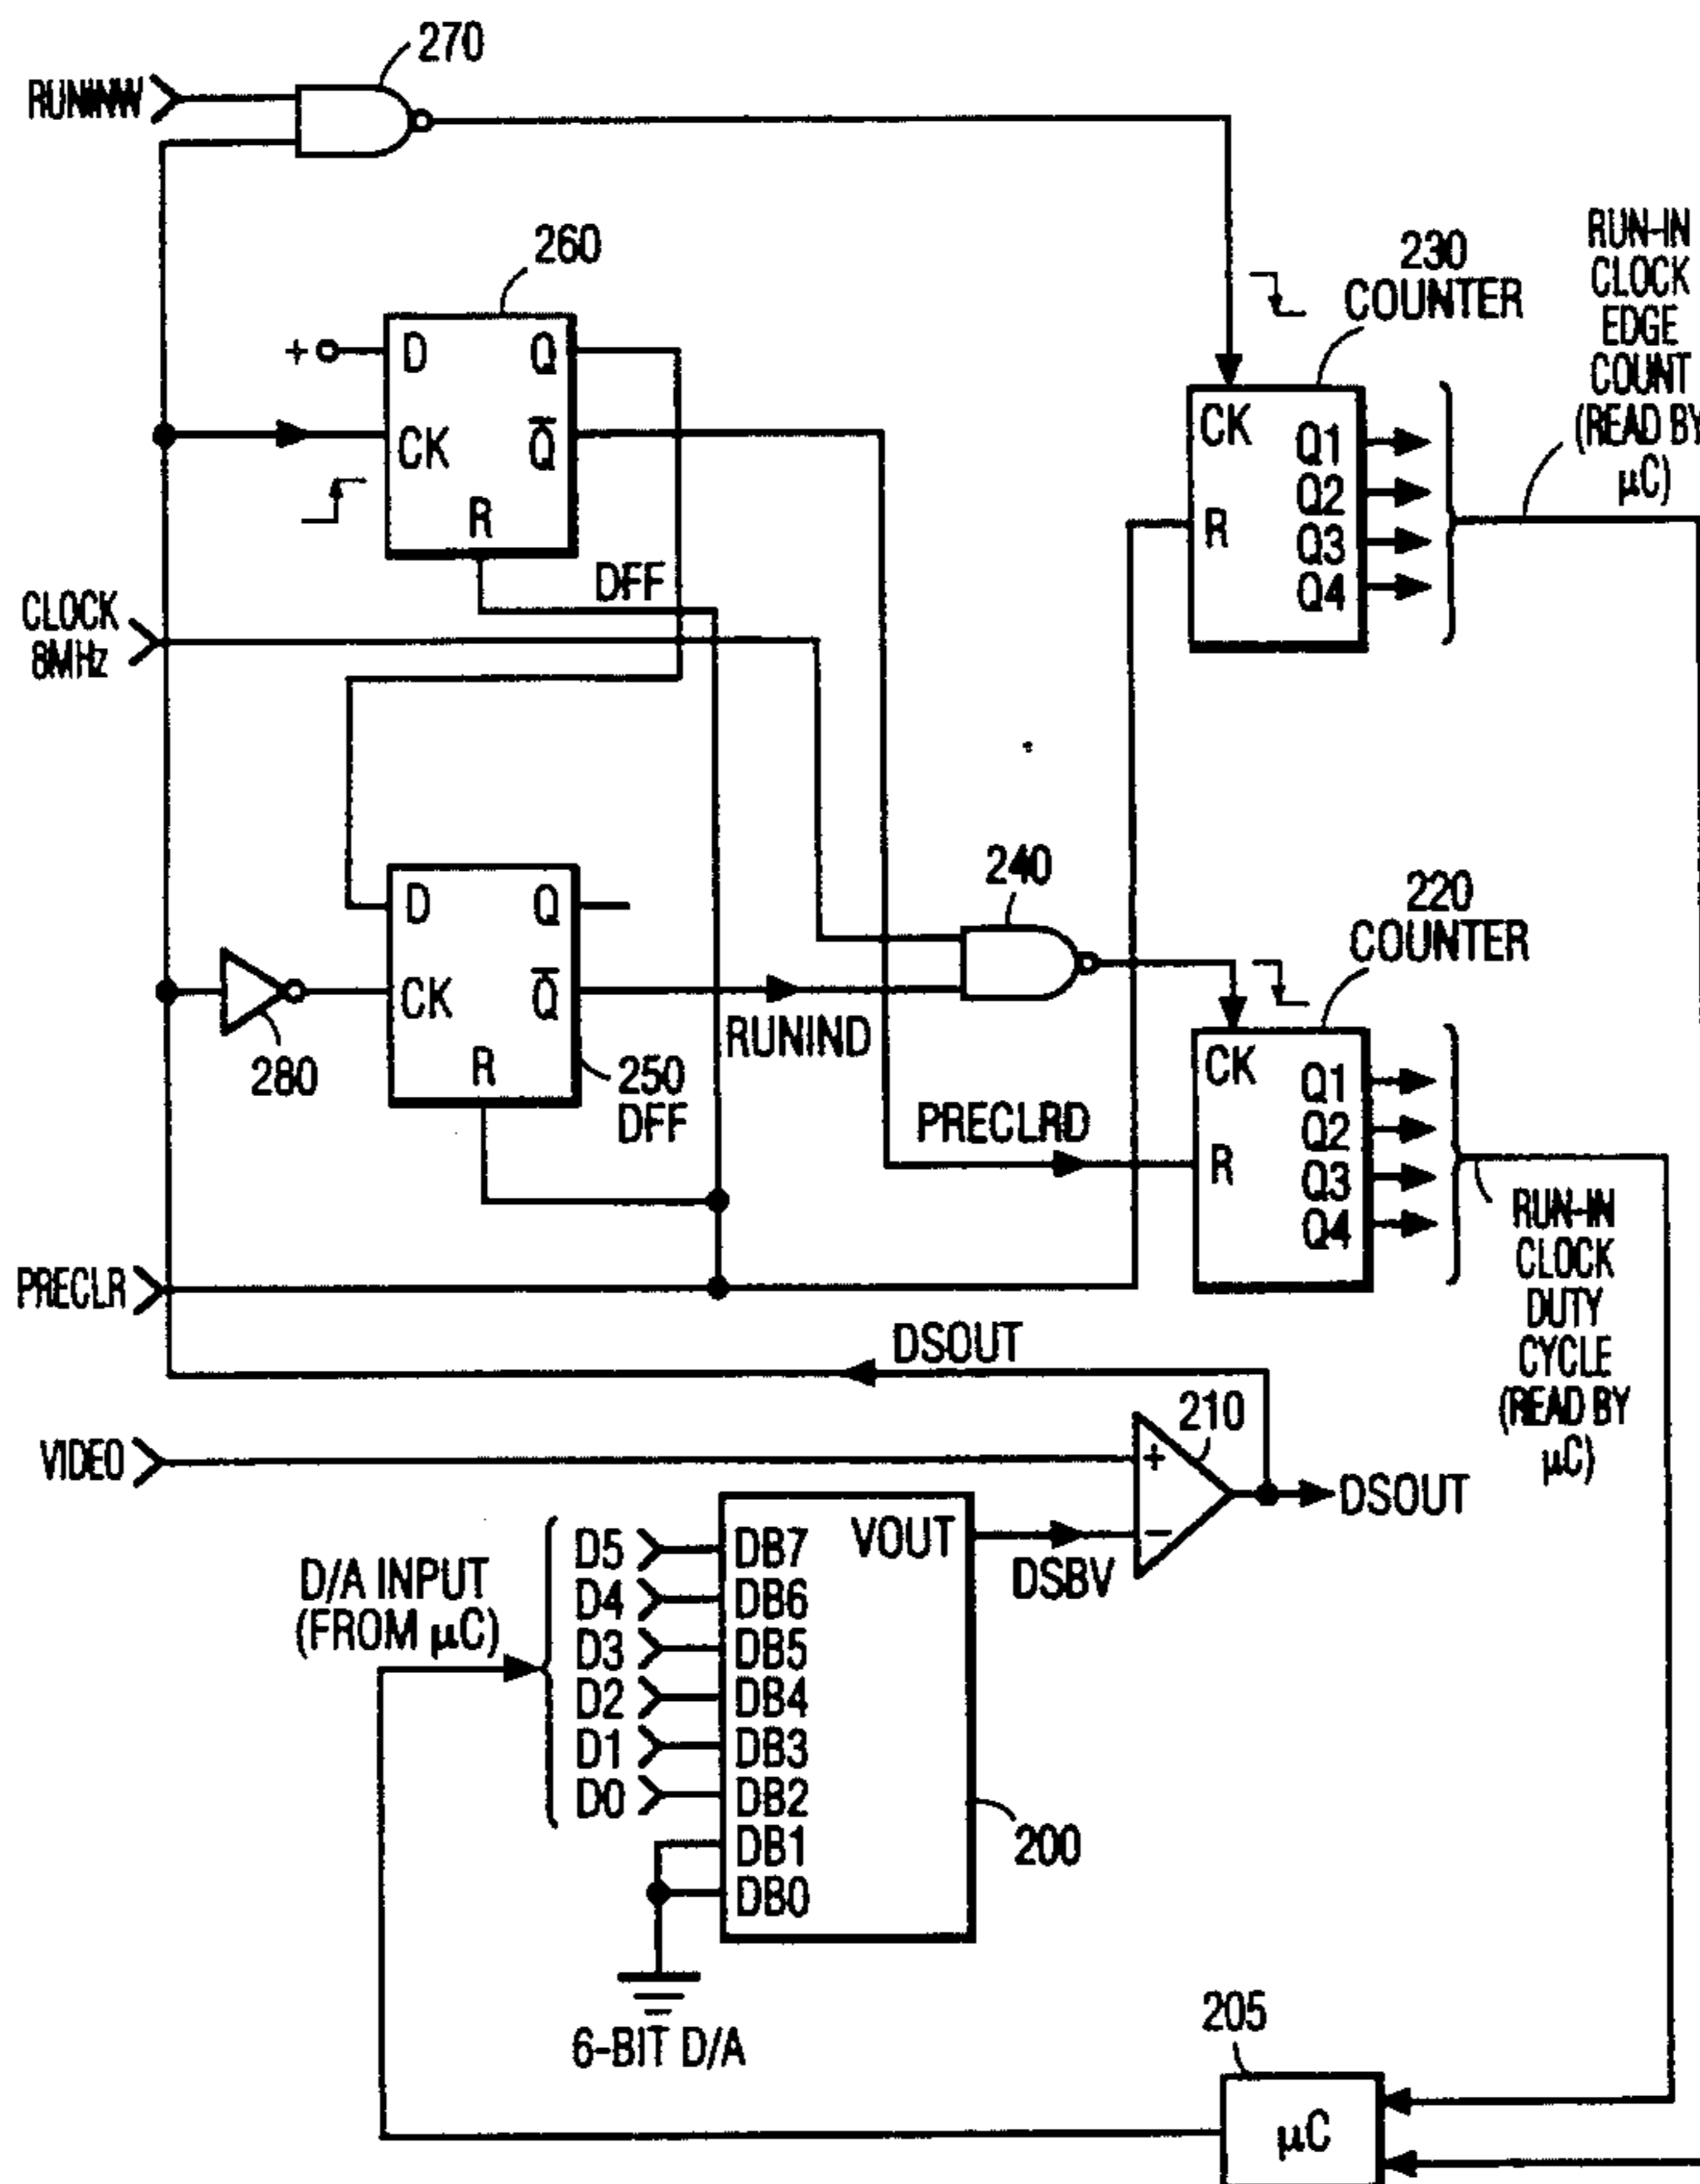 270
RUNINW
260
230
COUNTER
RUN-IN
CLOCK
EDGE
COUNT
(READ BY
µC)
+
D
Q
CK
Q̅
R
DFF
CK
R
Q1
Q2
Q3
Q4
CLOCK
8MHz
240
220
COUNTER
D
Q
CK
Q̅
R
280
250
DFF
RUNIND
PRECLRD
CK
R
Q1
Q2
Q3
Q4
RUN-IN
CLOCK
DUTY
CYCLE
(READ BY
µC)
PRECLR
DSOUT
VIDEO
210
+
−
DSOUT
D/A INPUT
(FROM µC)
D5
D4
D3
D2
D1
D0
DB7
DB6
DB5
DB4
DB3
DB2
DB1
DB0
VOUT
DSBV
200
6-BIT D/A
205
µC